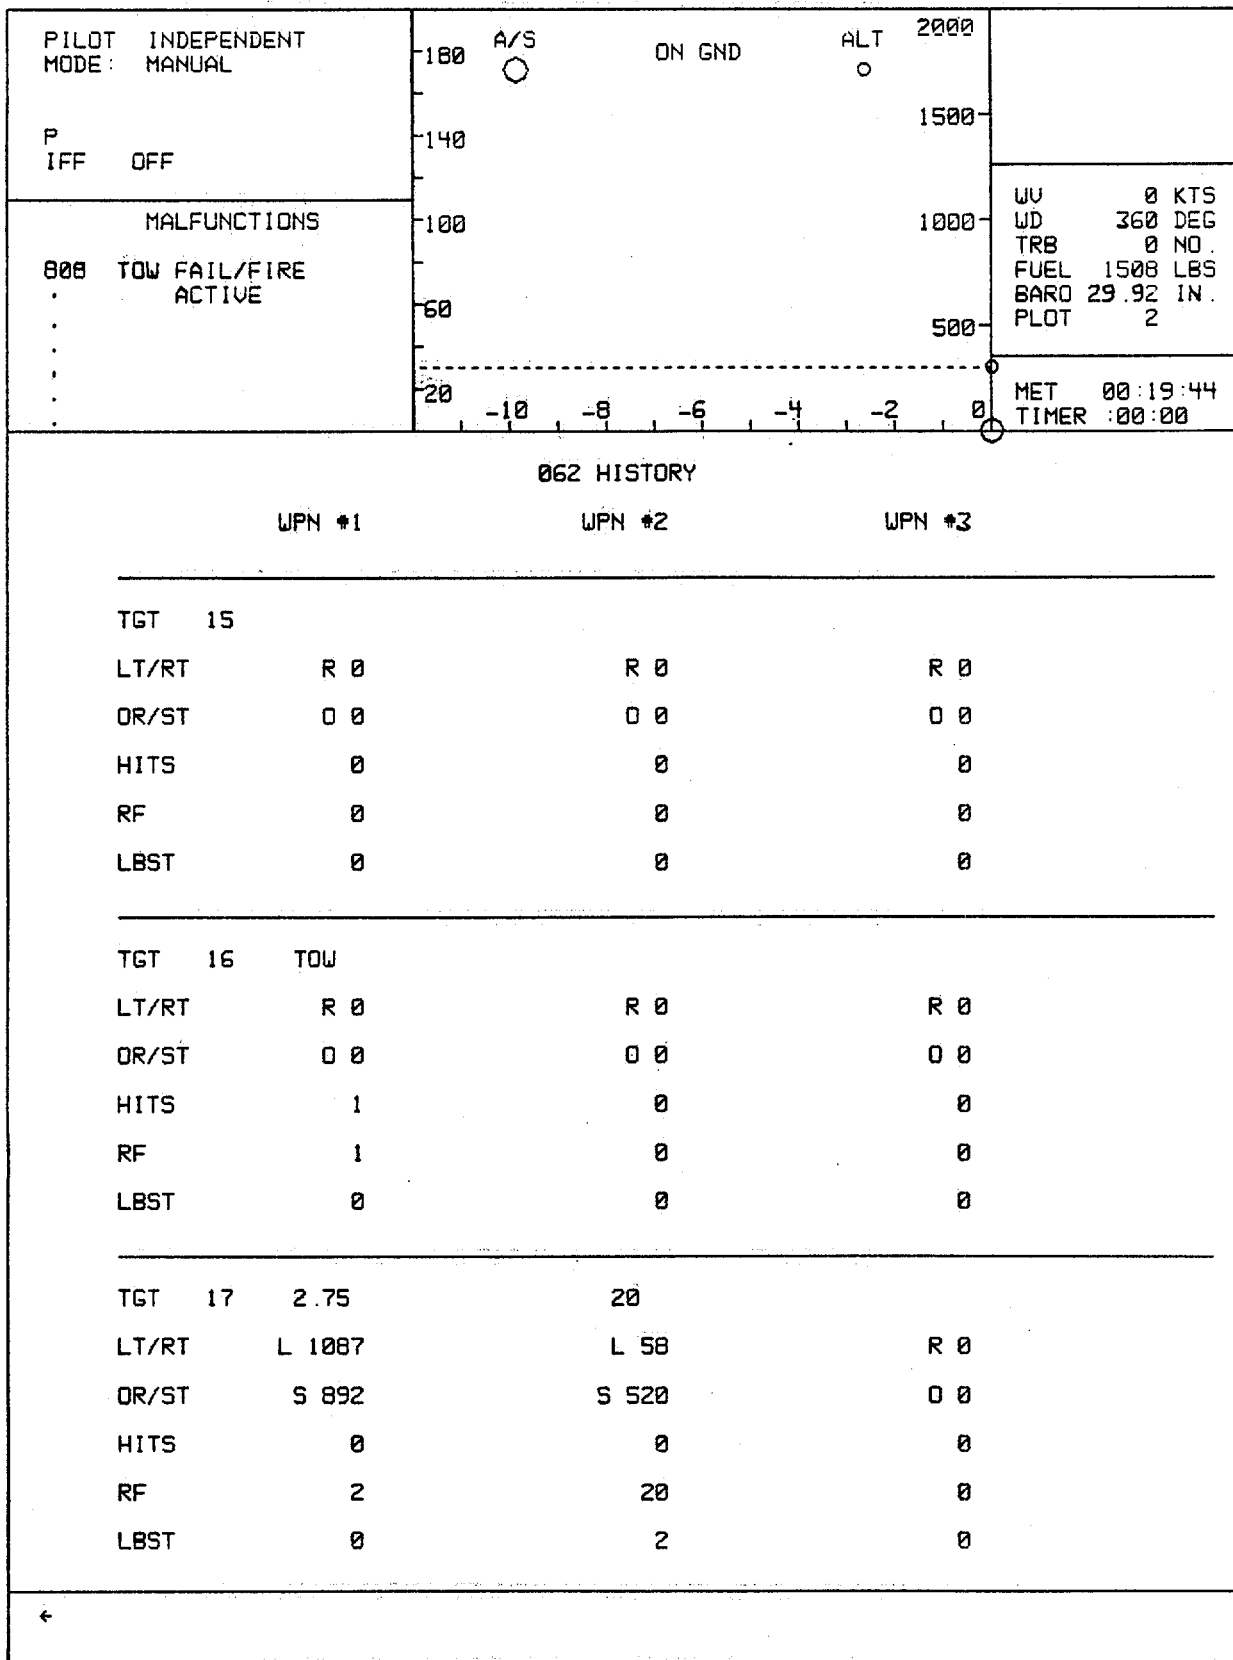 PILOT INDEPENDENT
MODE: MANUAL
P
IFF OFF
MALFUNCTIONS
808 TOW FAIL/FIRE
ACTIVE
180 A/S ON GND ALT 2000
140 1500
100 1000
60 500
20
-10 -8 -6 -4 -2 0
WV 0 KTS
WD 360 DEG
TRB 0 NO.
FUEL 1508 LBS
BARO 29.92 IN.
PLOT 2
MET 00:19:44
TIMER :00:00
062 HISTORY
WPN #1 WPN #2 WPN #3
TGT 15
LT/RT R 0 R 0 R 0
OR/ST O 0 O 0 O 0
HITS 0 0 0
RF 0 0 0
LBST 0 0 0
TGT 16 TOW
LT/RT R 0 R 0 R 0
OR/ST O 0 O 0 O 0
HITS 1 0 0
RF 1 0 0
LBST 0 0 0
TGT 17 2.75 20
LT/RT L 1087 L 58 R 0
OR/ST S 892 S 520 O 0
HITS 0 0 0
RF 2 20 0
LBST 0 2 0
←